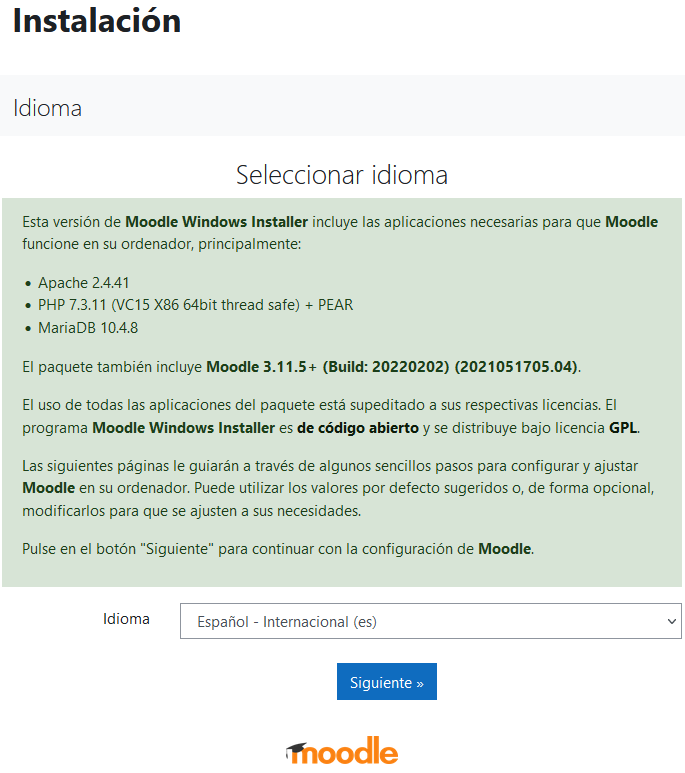 Instalación
Idioma
Seleccionar idioma
Esta versión de Moodle Windows Installer incluye las aplicaciones necesarias para que Moodle
funcione en su ordenador, principalmente:
• Apache 2.4.41
• PHP 7.3.11 (VC15 X86 64bit thread safe) + PEAR
• MariaDB 10.4.8
El paquete también incluye Moodle 3.11.5+ (Build: 20220202) (2021051705.04).
El uso de todas las aplicaciones del paquete está supeditado a sus respectivas licencias. El
programa Moodle Windows Installer es de código abierto y se distribuye bajo licencia GPL.
Las siguientes páginas le guiarán a través de algunos sencillos pasos para configurar y ajustar
Moodle en su ordenador. Puede utilizar los valores por defecto sugeridos o, de forma opcional,
modificarlos para que se ajusten a sus necesidades.
Pulse en el botón "Siguiente" para continuar con la configuración de Moodle.
Idioma Español - Internacional (es)
Siguiente »
moodle